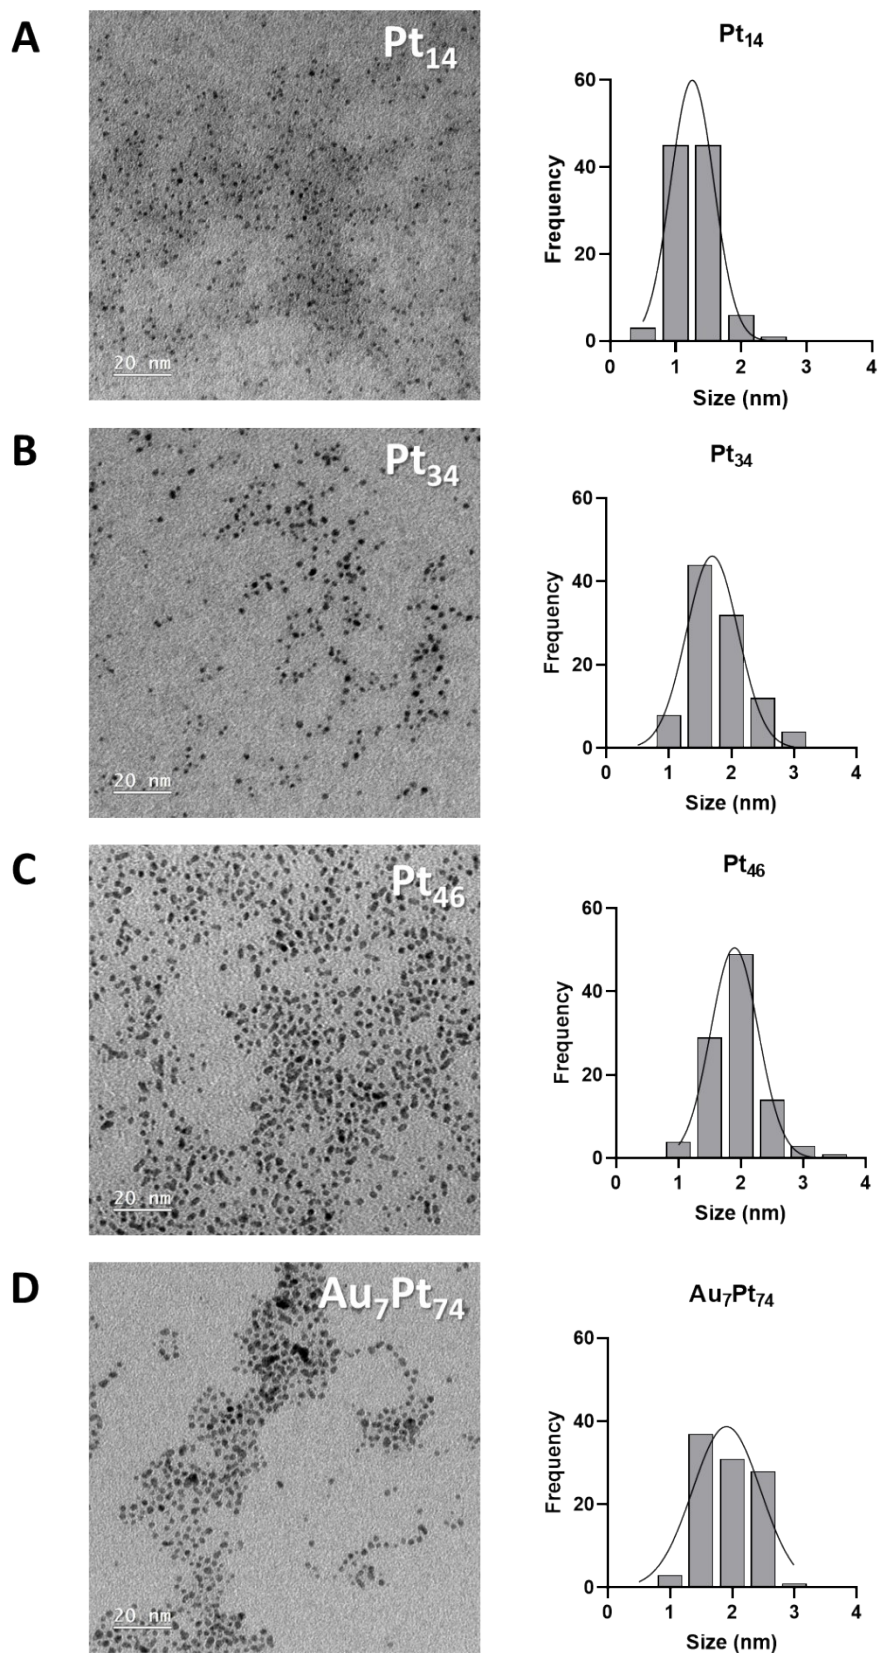 A
Pt₁₄
20 nm
Pt₁₄
Frequency
60
40
20
0
0 1 2 3 4
Size (nm)
B
Pt₃₄
20 nm
Pt₃₄
Frequency
60
40
20
0
0 1 2 3 4
Size (nm)
C
Pt₄₆
20 nm
Pt₄₆
Frequency
60
40
20
0
0 1 2 3 4
Size (nm)
D
Au₇Pt₇₄
20 nm
Au₇Pt₇₄
Frequency
60
40
20
0
0 1 2 3 4
Size (nm)